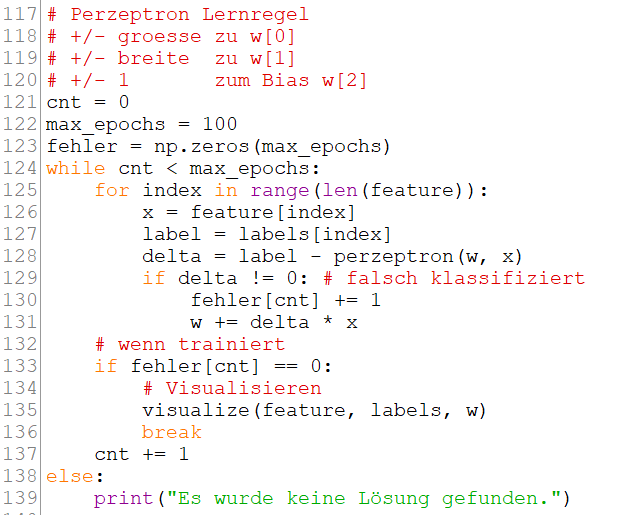 117 # Perzeptron Lernregel
118 # +/- groesse zu w[0]
119 # +/- breite  zu w[1]
120 # +/- 1       zum Bias w[2]
121 cnt = 0
122 max_epochs = 100
123 fehler = np.zeros(max_epochs)
124 while cnt < max_epochs:
125     for index in range(len(feature)):
126         x = feature[index]
127         label = labels[index]
128         delta = label - perzeptron(w, x)
129         if delta != 0: # falsch klassifiziert
130             fehler[cnt] += 1
131             w += delta * x
132     # wenn trainiert
133     if fehler[cnt] == 0:
134         # Visualisieren
135         visualize(feature, labels, w)
136         break
137     cnt += 1
138 else:
139     print("Es wurde keine Lösung gefunden.")